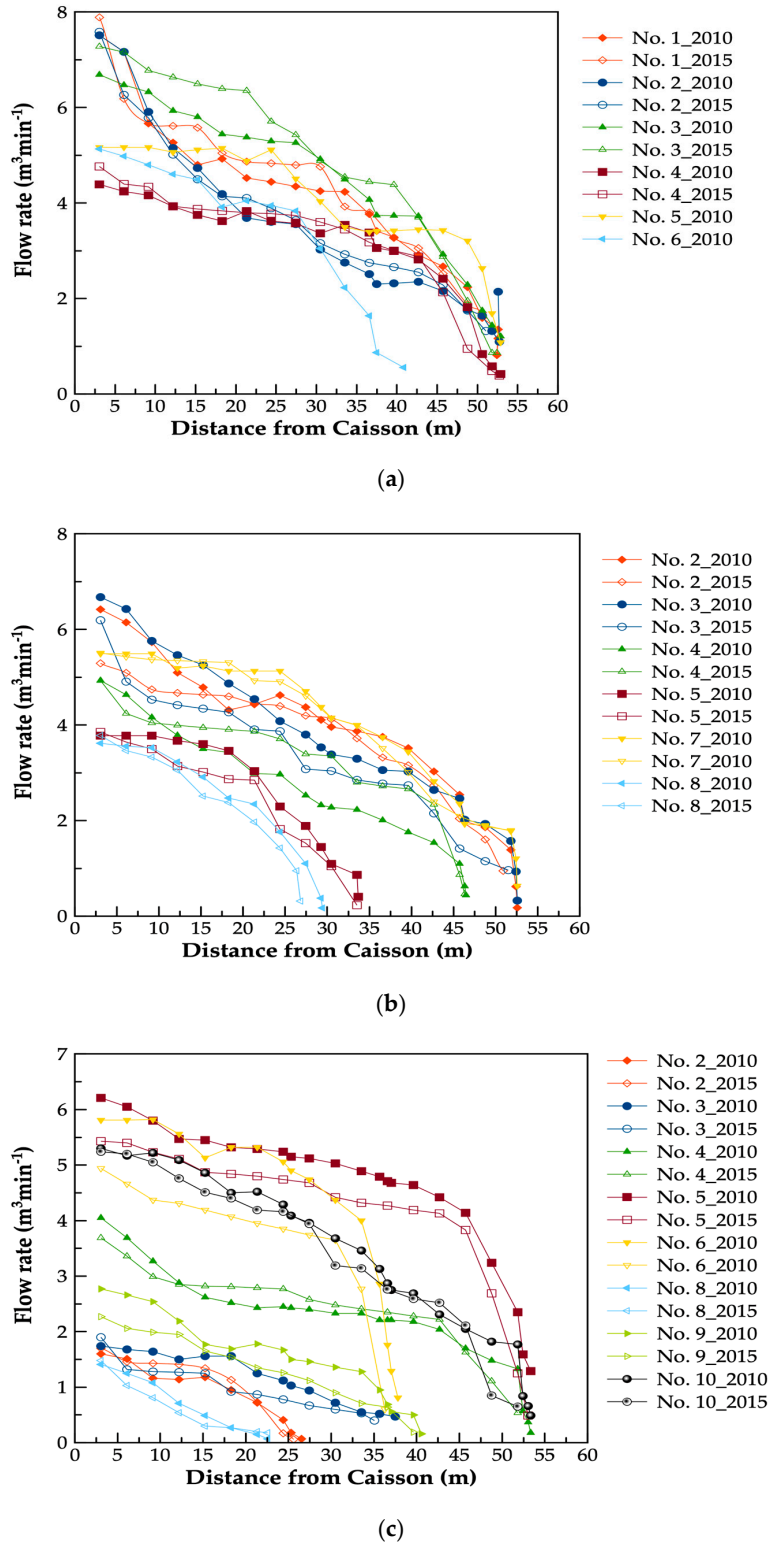 8
6
4
2
0
Flow rate (m³min⁻¹)
0 5 10 15 20 25 30 35 40 45 50 55 60
Distance from Caisson (m)
No. 1_2010
No. 1_2015
No. 2_2010
No. 2_2015
No. 3_2010
No. 3_2015
No. 4_2010
No. 4_2015
No. 5_2010
No. 6_2010
(a)
8
6
4
2
0
Flow rate (m³min⁻¹)
0 5 10 15 20 25 30 35 40 45 50 55 60
Distance from Caisson (m)
No. 2_2010
No. 2_2015
No. 3_2010
No. 3_2015
No. 4_2010
No. 4_2015
No. 5_2010
No. 5_2015
No. 7_2010
No. 7_2010
No. 8_2010
No. 8_2015
(b)
7
6
5
4
3
2
1
0
Flow rate (m³min⁻¹)
0 5 10 15 20 25 30 35 40 45 50 55 60
Distance from Caisson (m)
No. 2_2010
No. 2_2015
No. 3_2010
No. 3_2015
No. 4_2010
No. 4_2015
No. 5_2010
No. 5_2015
No. 6_2010
No. 6_2010
No. 8_2010
No. 8_2015
No. 9_2010
No. 9_2015
No. 10_2010
No. 10_2015
(c)